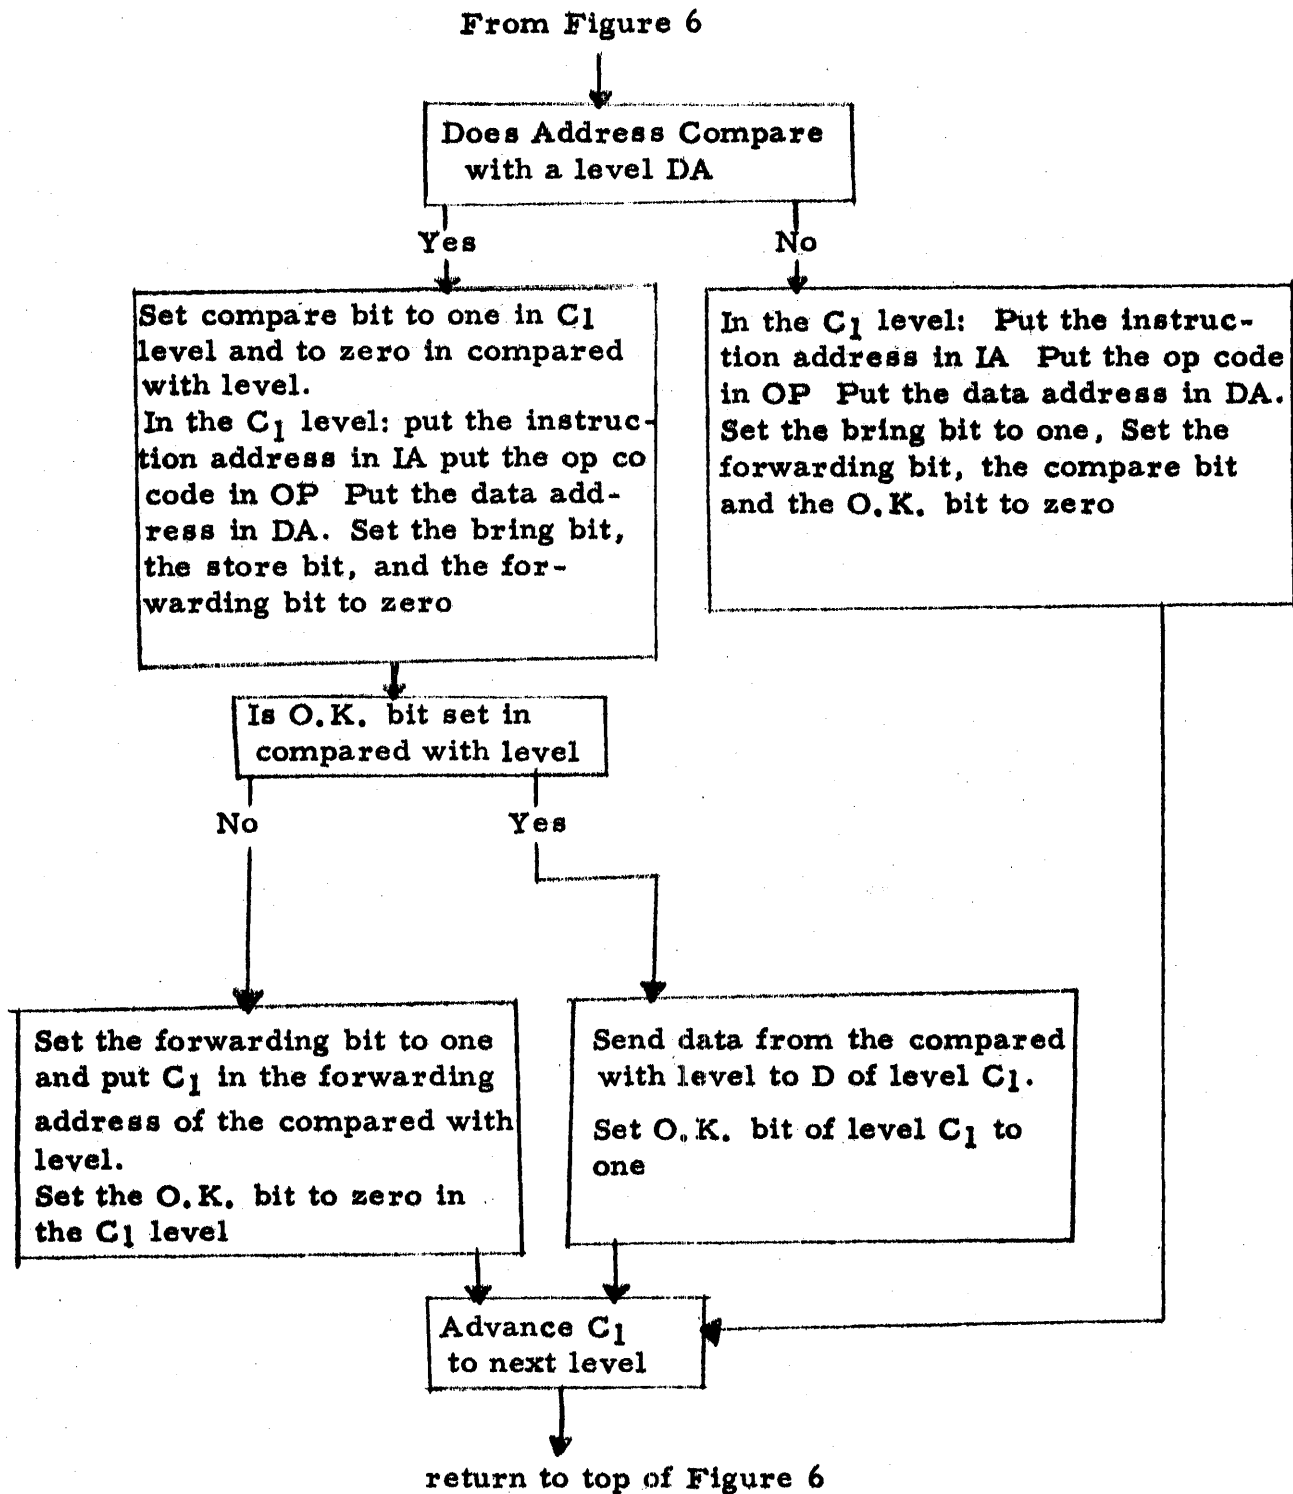 From Figure 6
Does Address Compare
with a level DA
Yes
No
Set compare bit to one in C1
level and to zero in compared
with level.
In the C1 level: put the instruc-
tion address in IA put the op co
code in OP Put the data add-
ress in DA. Set the bring bit,
the store bit, and the for-
warding bit to zero
In the C1 level: Put the instruc-
tion address in IA Put the op code
in OP Put the data address in DA.
Set the bring bit to one, Set the
forwarding bit, the compare bit
and the O.K. bit to zero
Is O.K. bit set in
compared with level
No
Yes
Set the forwarding bit to one
and put C1 in the forwarding
address of the compared with
level.
Set the O.K. bit to zero in
the C1 level
Send data from the compared
with level to D of level C1.
Set O.K. bit of level C1 to
one
Advance C1
to next level
return to top of Figure 6